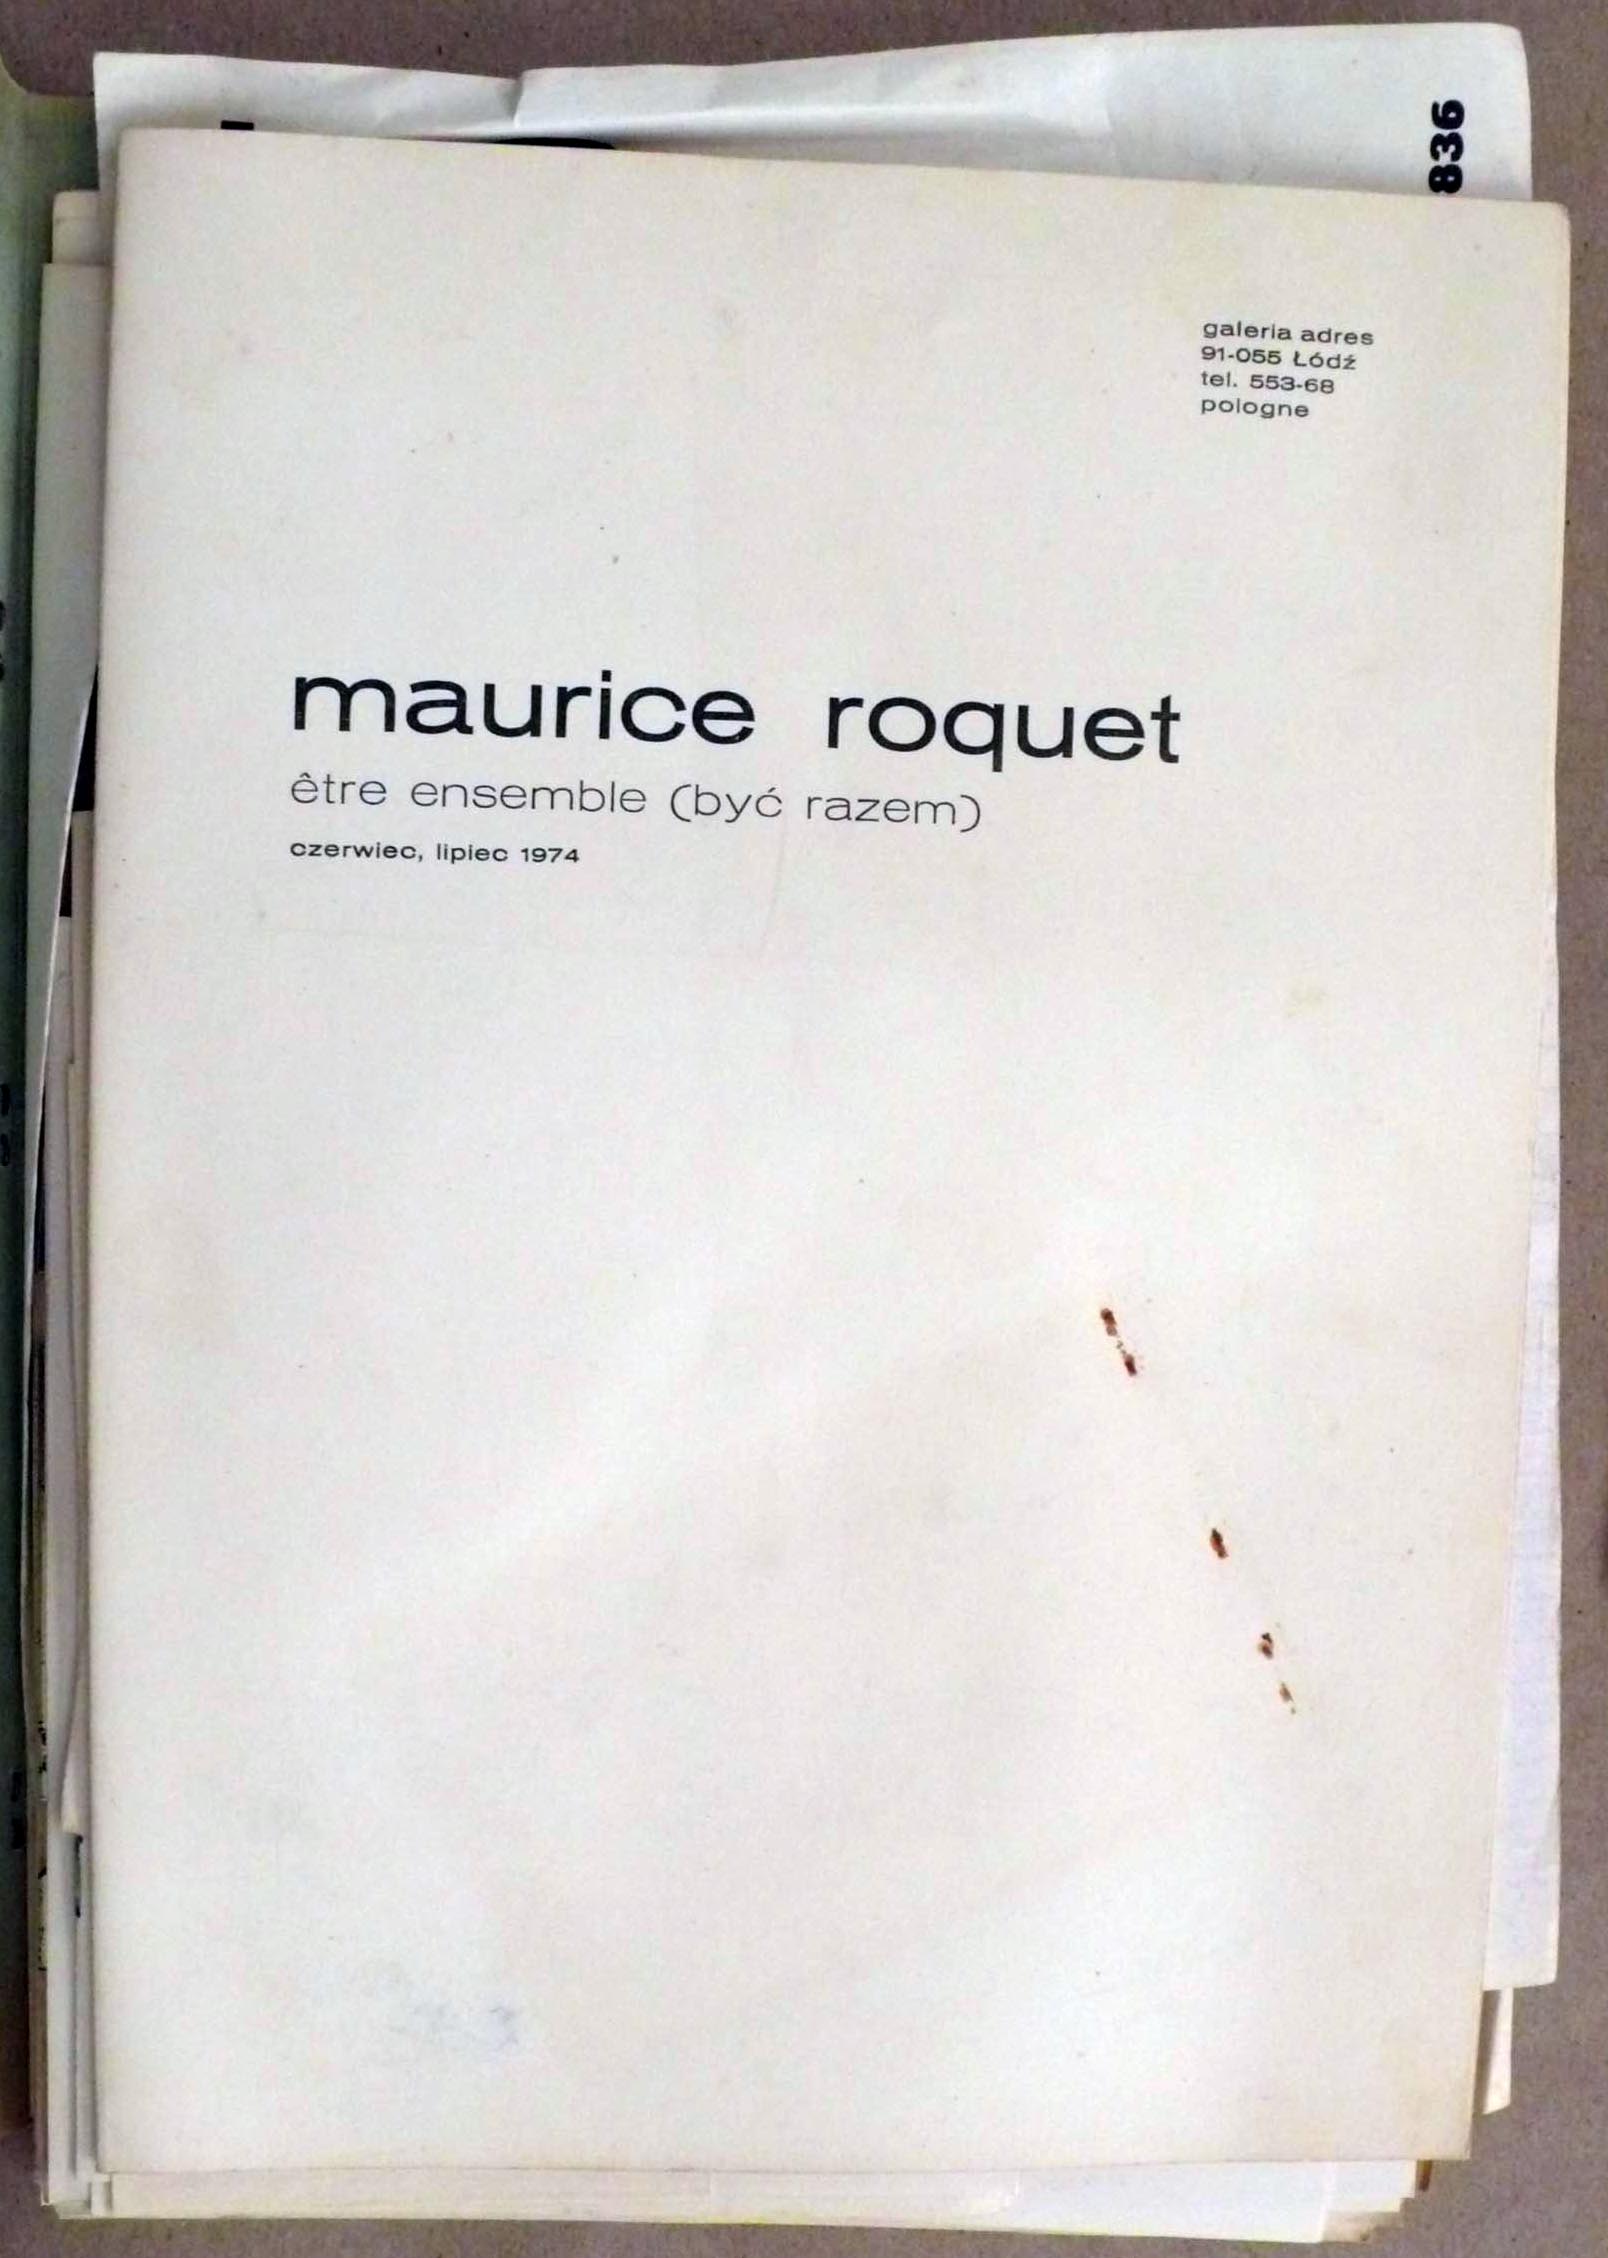 836
galeria adres
91-055 Łódź
tel. 553-68
pologne
maurice roquet
être ensemble (być razem)
czerwiec, lipiec 1974